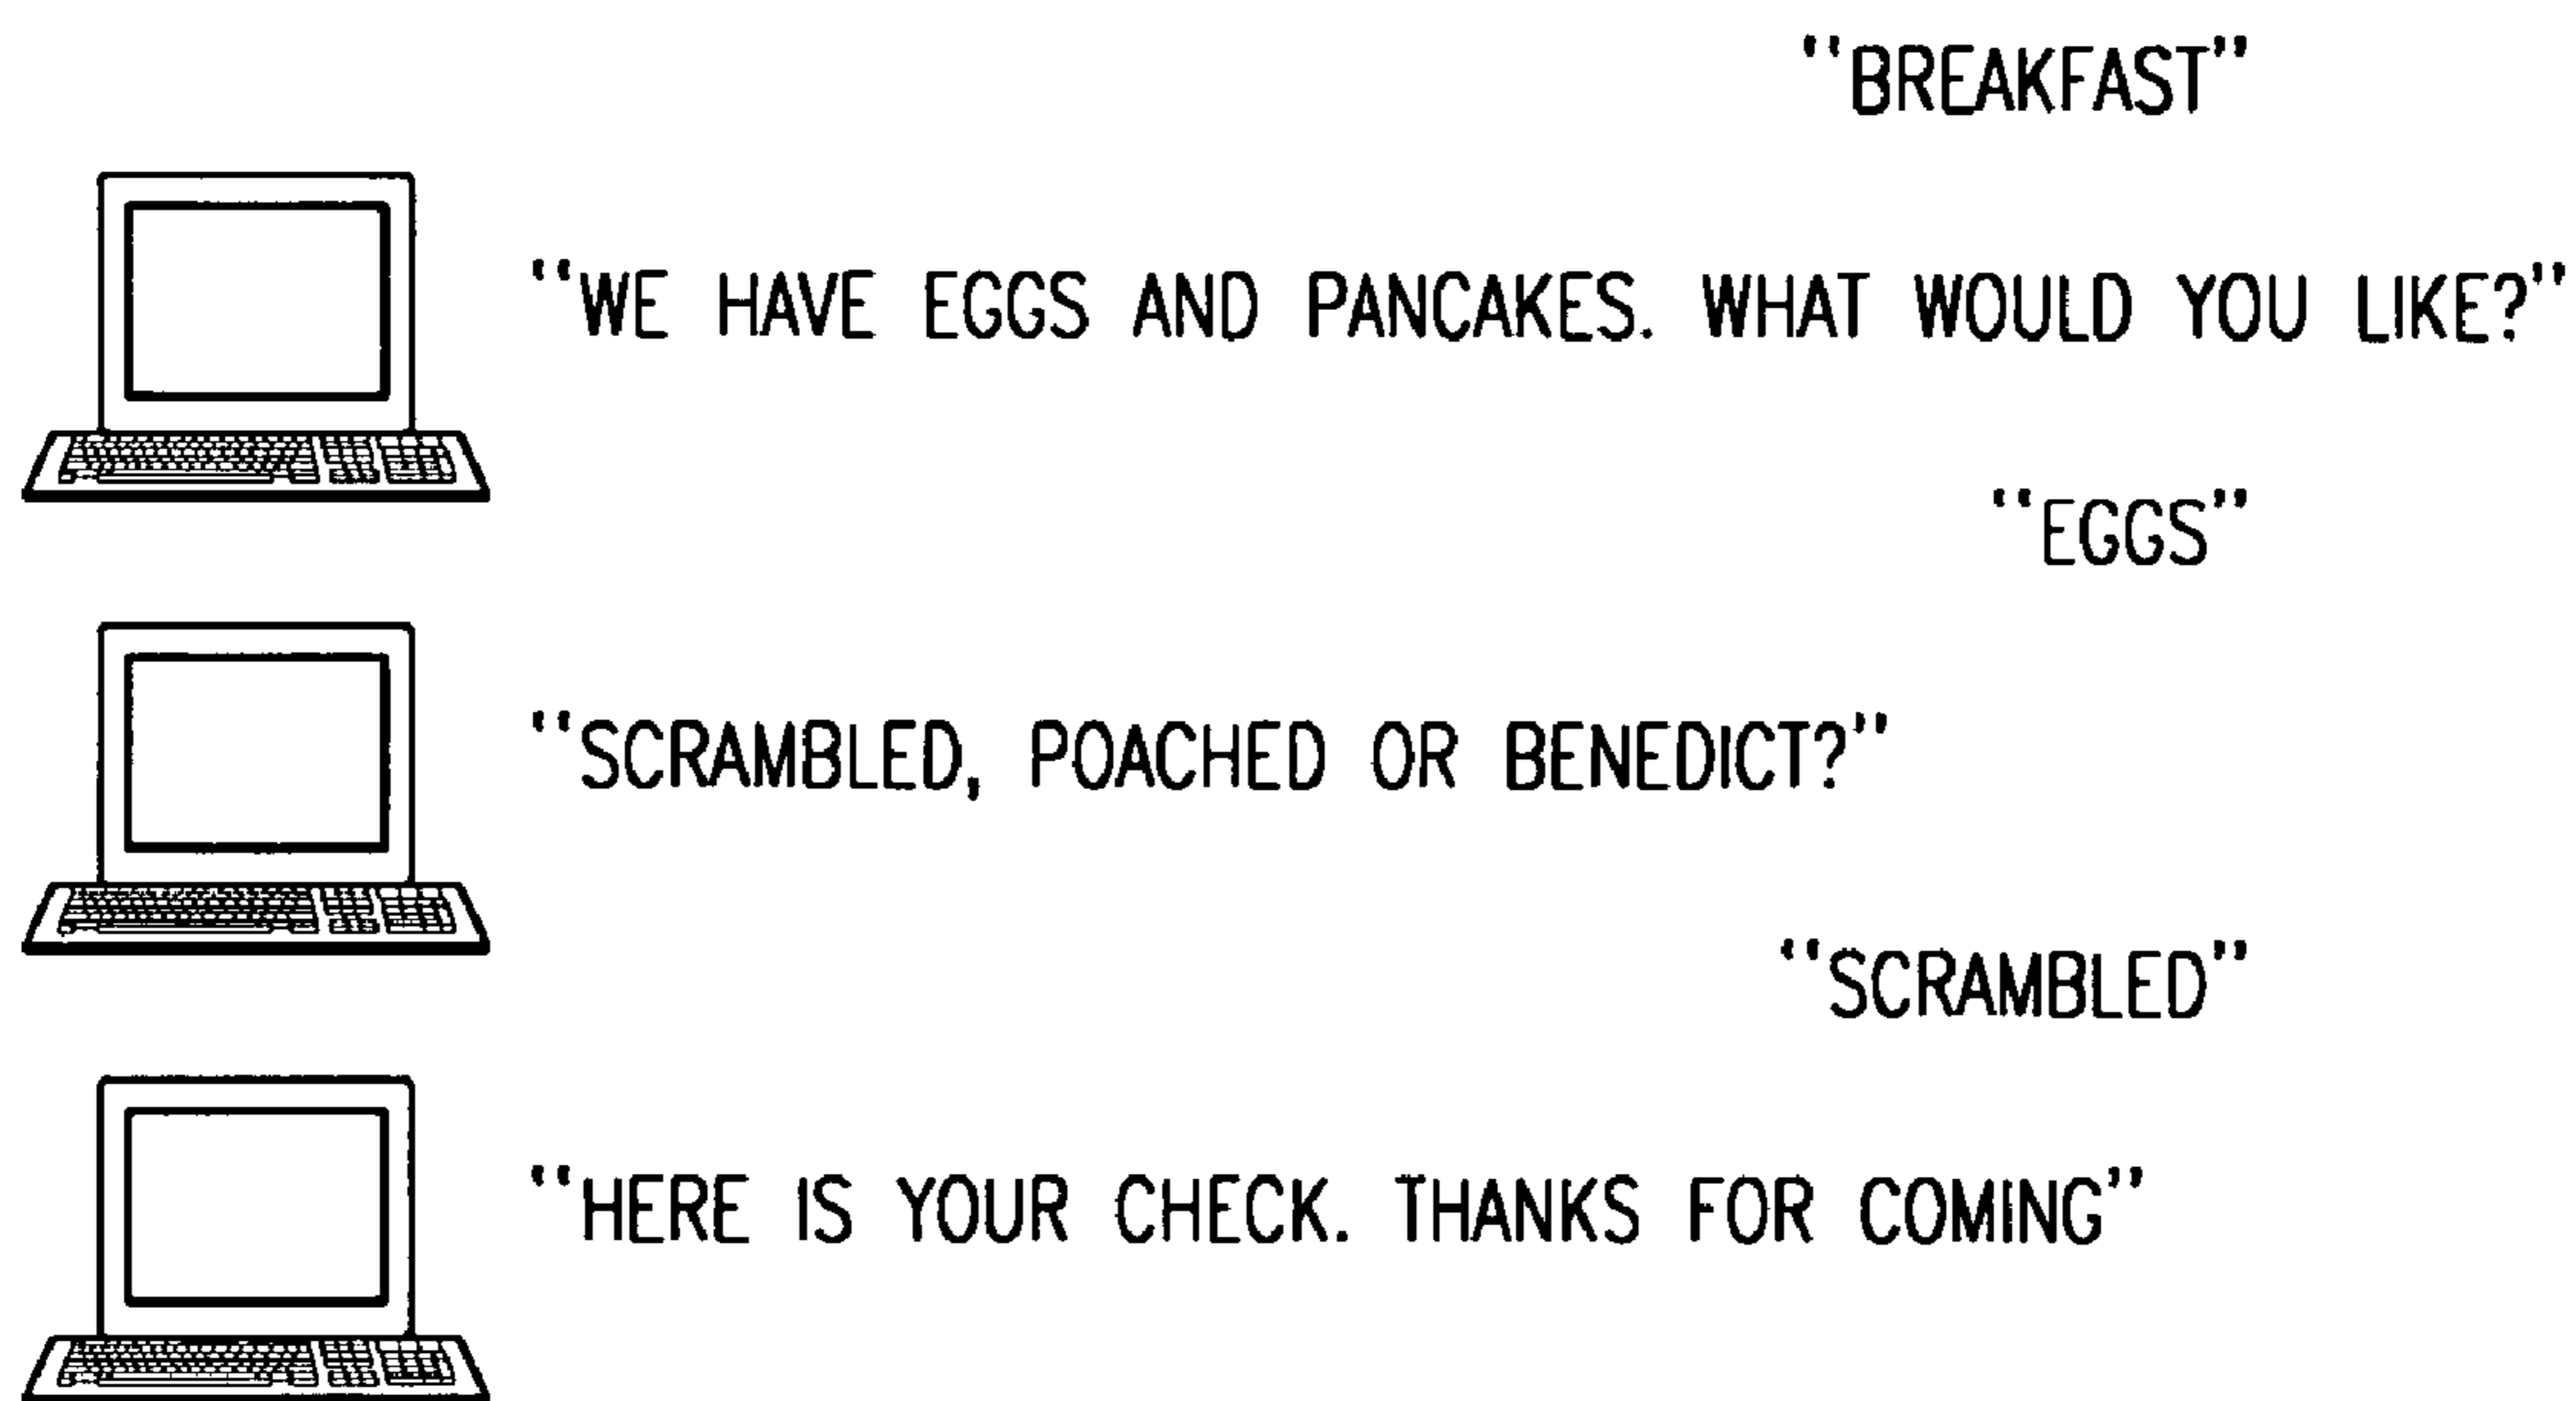 "BREAKFAST"
"WE HAVE EGGS AND PANCAKES. WHAT WOULD YOU LIKE?"
"EGGS"
"SCRAMBLED, POACHED OR BENEDICT?"
"SCRAMBLED"
"HERE IS YOUR CHECK. THANKS FOR COMING"